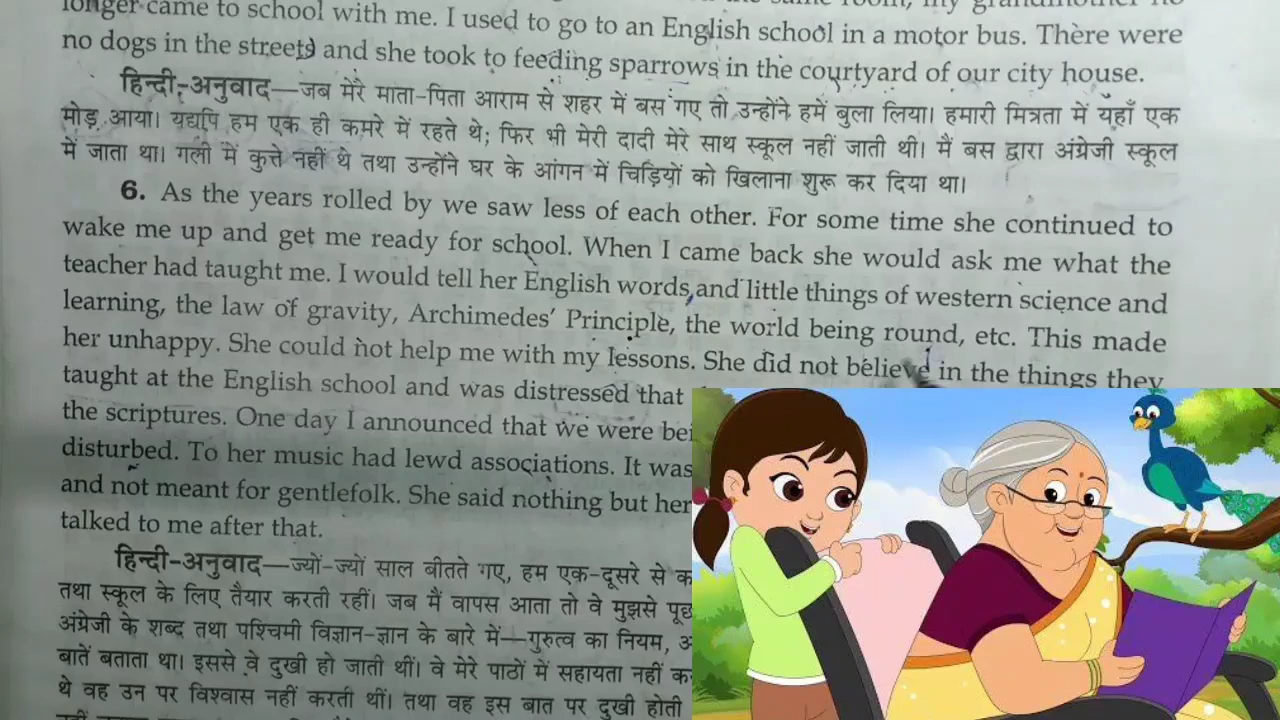 longer came to school with me. I used to go to an English school in a motor bus. There were
no dogs in the streets and she took to feeding sparrows in the courtyard of our city house.
हिन्दी-अनुवाद—जब मेरे माता-पिता आराम से शहर में बस गए तो उन्होंने हमें बुला लिया। हमारी मित्रता में यहाँ एक
मोड़ आया। यद्यपि हम एक ही कमरे में रहते थे; फिर भी मेरी दादी मेरे साथ स्कूल नहीं जाती थी। मैं बस द्वारा अंग्रेजी स्कूल
में जाता था। गली में कुत्ते नहीं थे तथा उन्होंने घर के आंगन में चिड़ियों को खिलाना शुरू कर दिया था।
6. As the years rolled by we saw less of each other. For some time she continued to
wake me up and get me ready for school. When I came back she would ask me what the
teacher had taught me. I would tell her English words and little things of western science and
learning, the law of gravity, Archimedes' Principle, the world being round, etc. This made
her unhappy. She could not help me with my lessons. She did not believe in the things they
taught at the English school and was distressed that
the scriptures. One day I announced that we were bei
disturbed. To her music had lewd associations. It was
and not meant for gentlefolk. She said nothing but her
talked to me after that.
हिन्दी-अनुवाद—ज्यों-ज्यों साल बीतते गए, हम एक-दूसरे से क
तथा स्कूल के लिए तैयार करती रहीं। जब मैं वापस आता तो वे मुझसे पूछ
अंग्रेजी के शब्द तथा पश्चिमी विज्ञान-ज्ञान के बारे में—गुरुत्व का नियम,
बातें बताता था। इससे वे दुखी हो जाती थीं। वे मेरे पाठों में सहायता नहीं क
थे वह उन पर विश्वास नहीं करती थीं। तथा वह इस बात पर दुखी होती